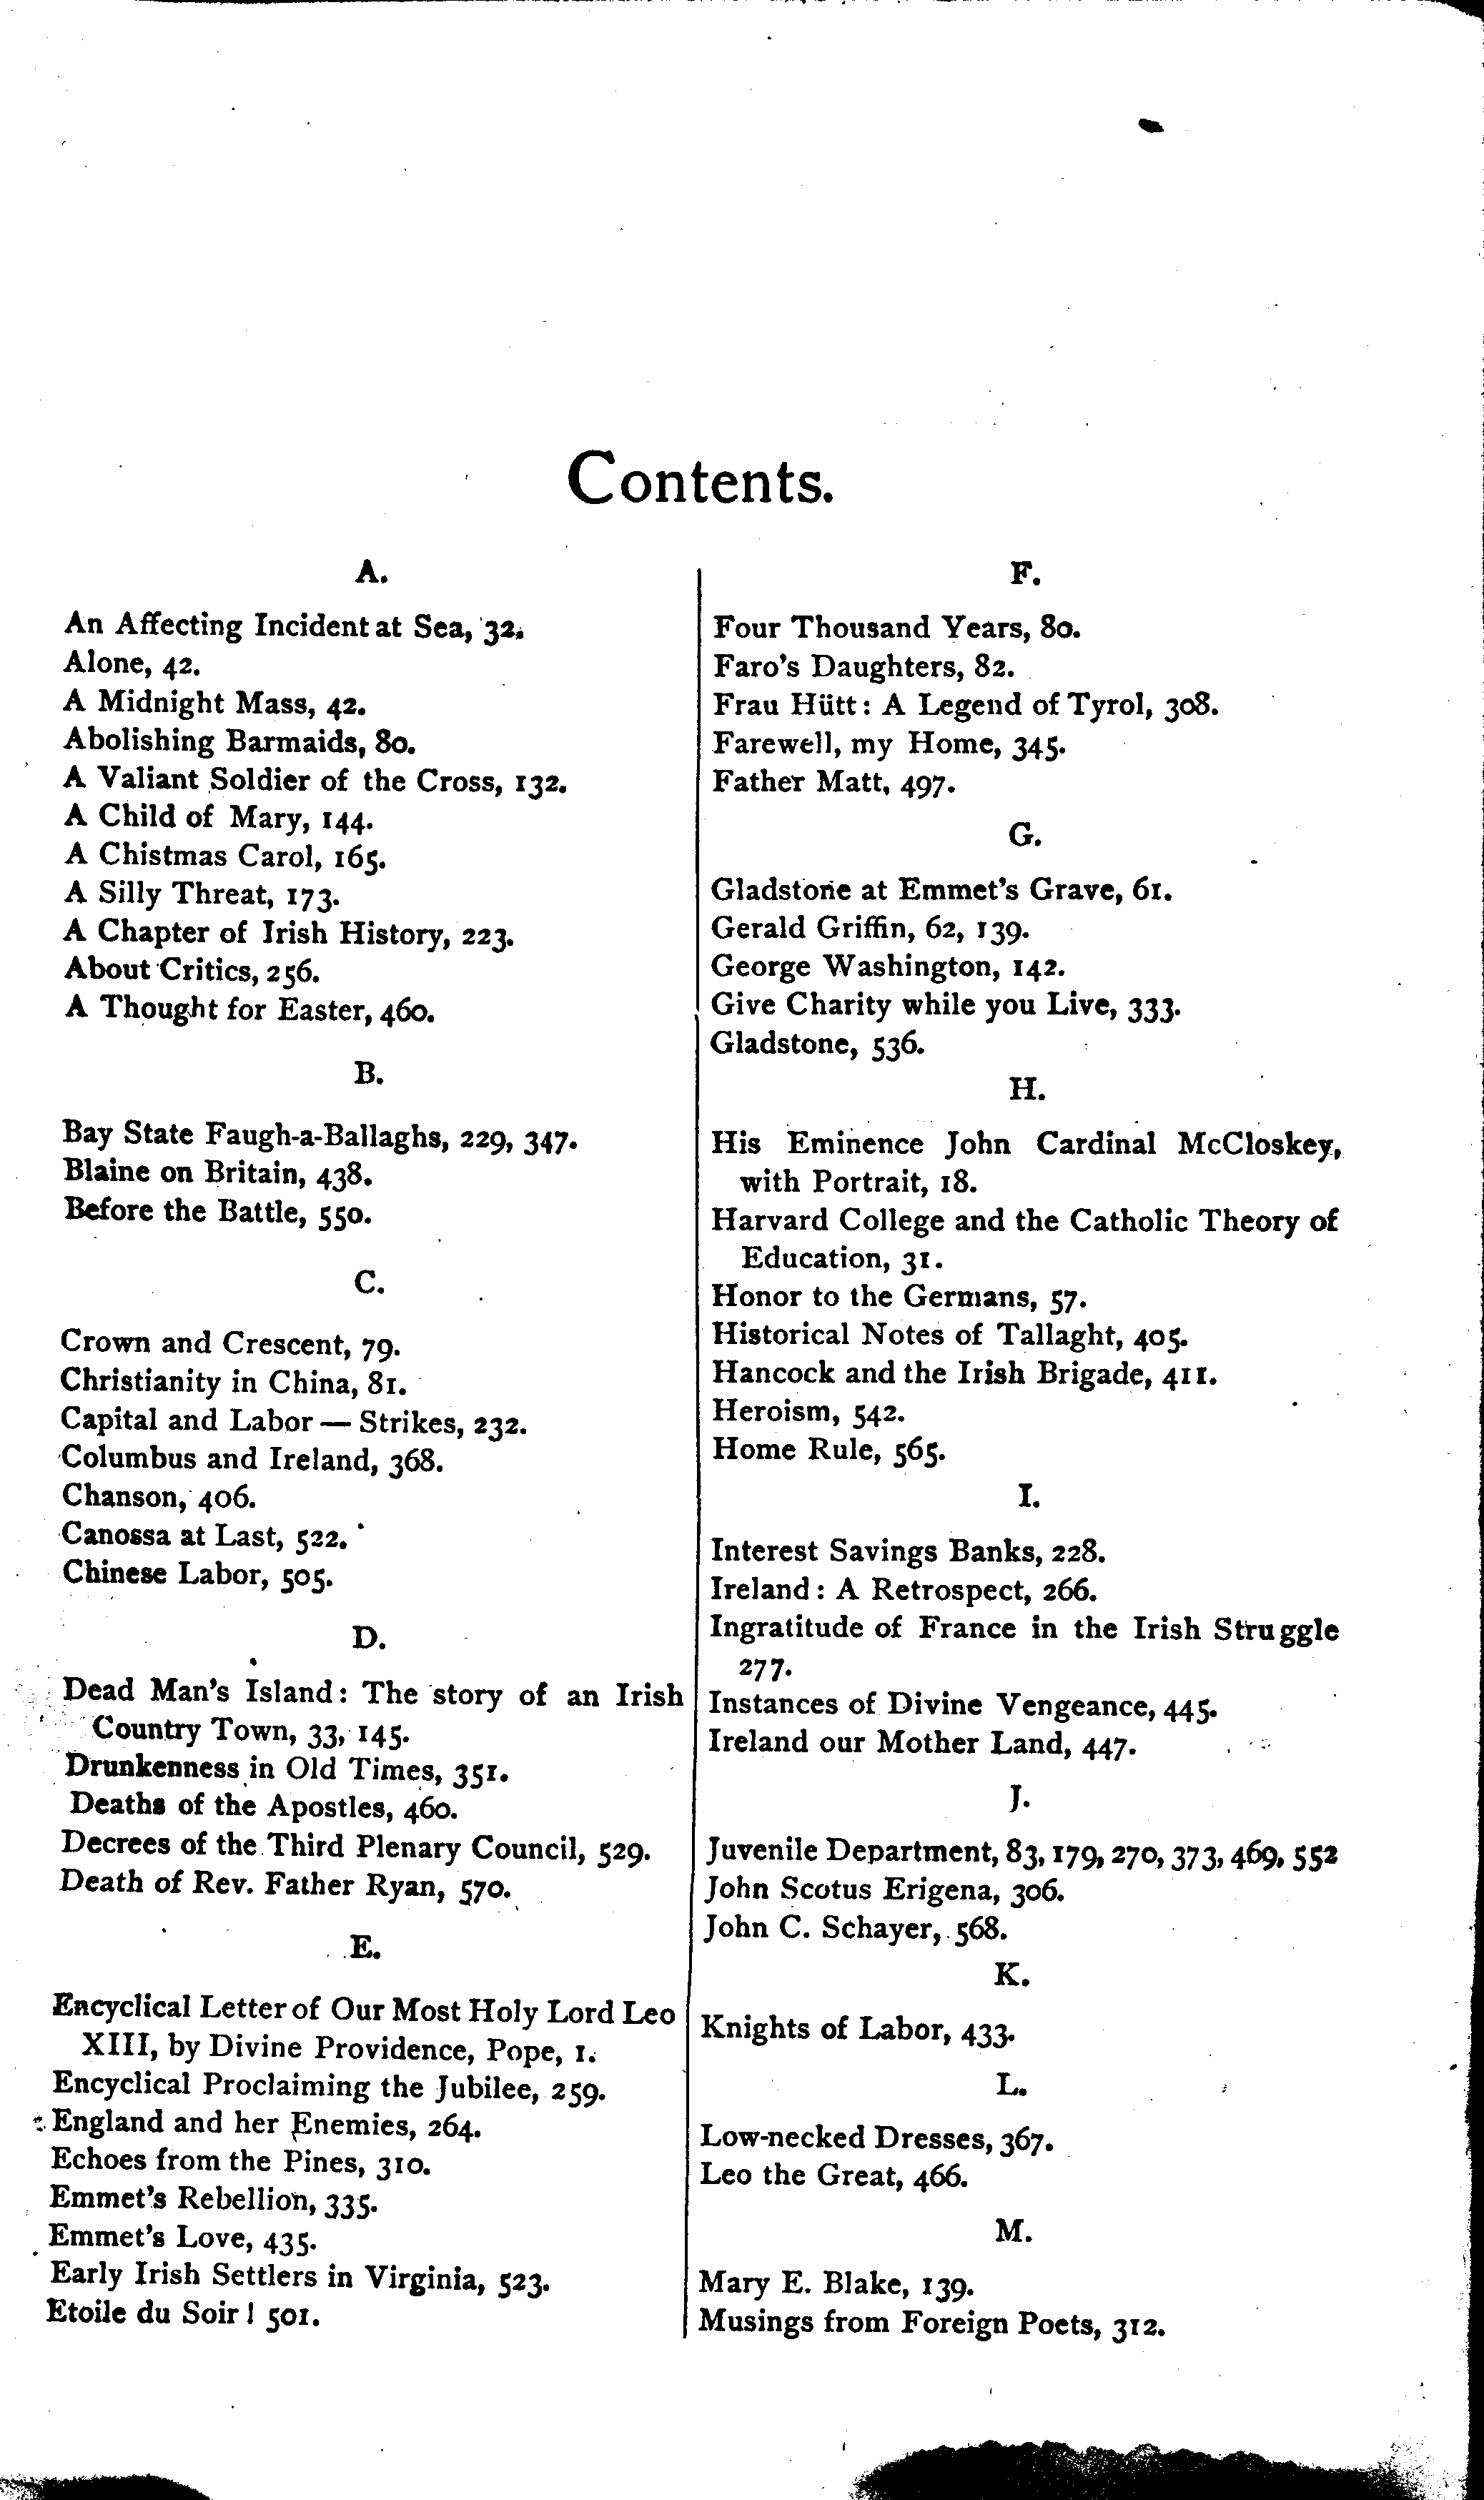 Contents.
A.
An Affecting Incident at Sea, 32.
Alone, 42.
A Midnight Mass, 42.
Abolishing Barmaids, 80.
A Valiant Soldier of the Cross, 132.
A Child of Mary, 144.
A Chistmas Carol, 165.
A Silly Threat, 173.
A Chapter of Irish History, 223.
About Critics, 256.
A Thought for Easter, 460.
B.
Bay State Faugh-a-Ballaghs, 229, 347.
Blaine on Britain, 438.
Before the Battle, 550.
C.
Crown and Crescent, 79.
Christianity in China, 81.
Capital and Labor — Strikes, 232.
Columbus and Ireland, 368.
Chanson, 406.
Canossa at Last, 522.
Chinese Labor, 505.
D.
Dead Man's Island: The story of an Irish
Country Town, 33, 145.
Drunkenness in Old Times, 351.
Deaths of the Apostles, 460.
Decrees of the Third Plenary Council, 529.
Death of Rev. Father Ryan, 570.
E.
Encyclical Letter of Our Most Holy Lord Leo
XIII, by Divine Providence, Pope, 1.
Encyclical Proclaiming the Jubilee, 259.
England and her Enemies, 264.
Echoes from the Pines, 310.
Emmet's Rebellion, 335.
Emmet's Love, 435.
Early Irish Settlers in Virginia, 523.
Etoile du Soir! 501.
F.
Four Thousand Years, 80.
Faro's Daughters, 82.
Frau Hütt: A Legend of Tyrol, 308.
Farewell, my Home, 345.
Father Matt, 497.
G.
Gladstone at Emmet's Grave, 61.
Gerald Griffin, 62, 139.
George Washington, 142.
Give Charity while you Live, 333.
Gladstone, 536.
H.
His Eminence John Cardinal McCloskey,
with Portrait, 18.
Harvard College and the Catholic Theory of
Education, 31.
Honor to the Germans, 57.
Historical Notes of Tallaght, 405.
Hancock and the Irish Brigade, 411.
Heroism, 542.
Home Rule, 565.
I.
Interest Savings Banks, 228.
Ireland: A Retrospect, 266.
Ingratitude of France in the Irish Struggle
277.
Instances of Divine Vengeance, 445.
Ireland our Mother Land, 447.
J.
Juvenile Department, 83, 179, 270, 373, 469, 552
John Scotus Erigena, 306.
John C. Schayer, 568.
K.
Knights of Labor, 433.
L.
Low-necked Dresses, 367.
Leo the Great, 466.
M.
Mary E. Blake, 139.
Musings from Foreign Poets, 312.